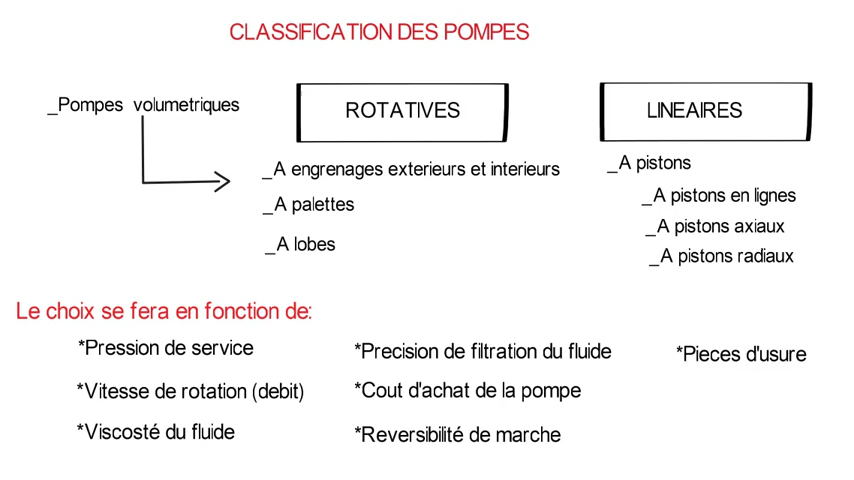 CLASSIFICATION DES POMPES
_Pompes volumetriques
ROTATIVES
LINEAIRES
_A engrenages exterieurs et interieurs
_A palettes
_A lobes
_A pistons
_A pistons en lignes
_A pistons axiaux
_A pistons radiaux
Le choix se fera en fonction de:
*Pression de service
*Vitesse de rotation (debit)
*Viscosté du fluide
*Precision de filtration du fluide
*Cout d'achat de la pompe
*Reversibilité de marche
*Pieces d'usure